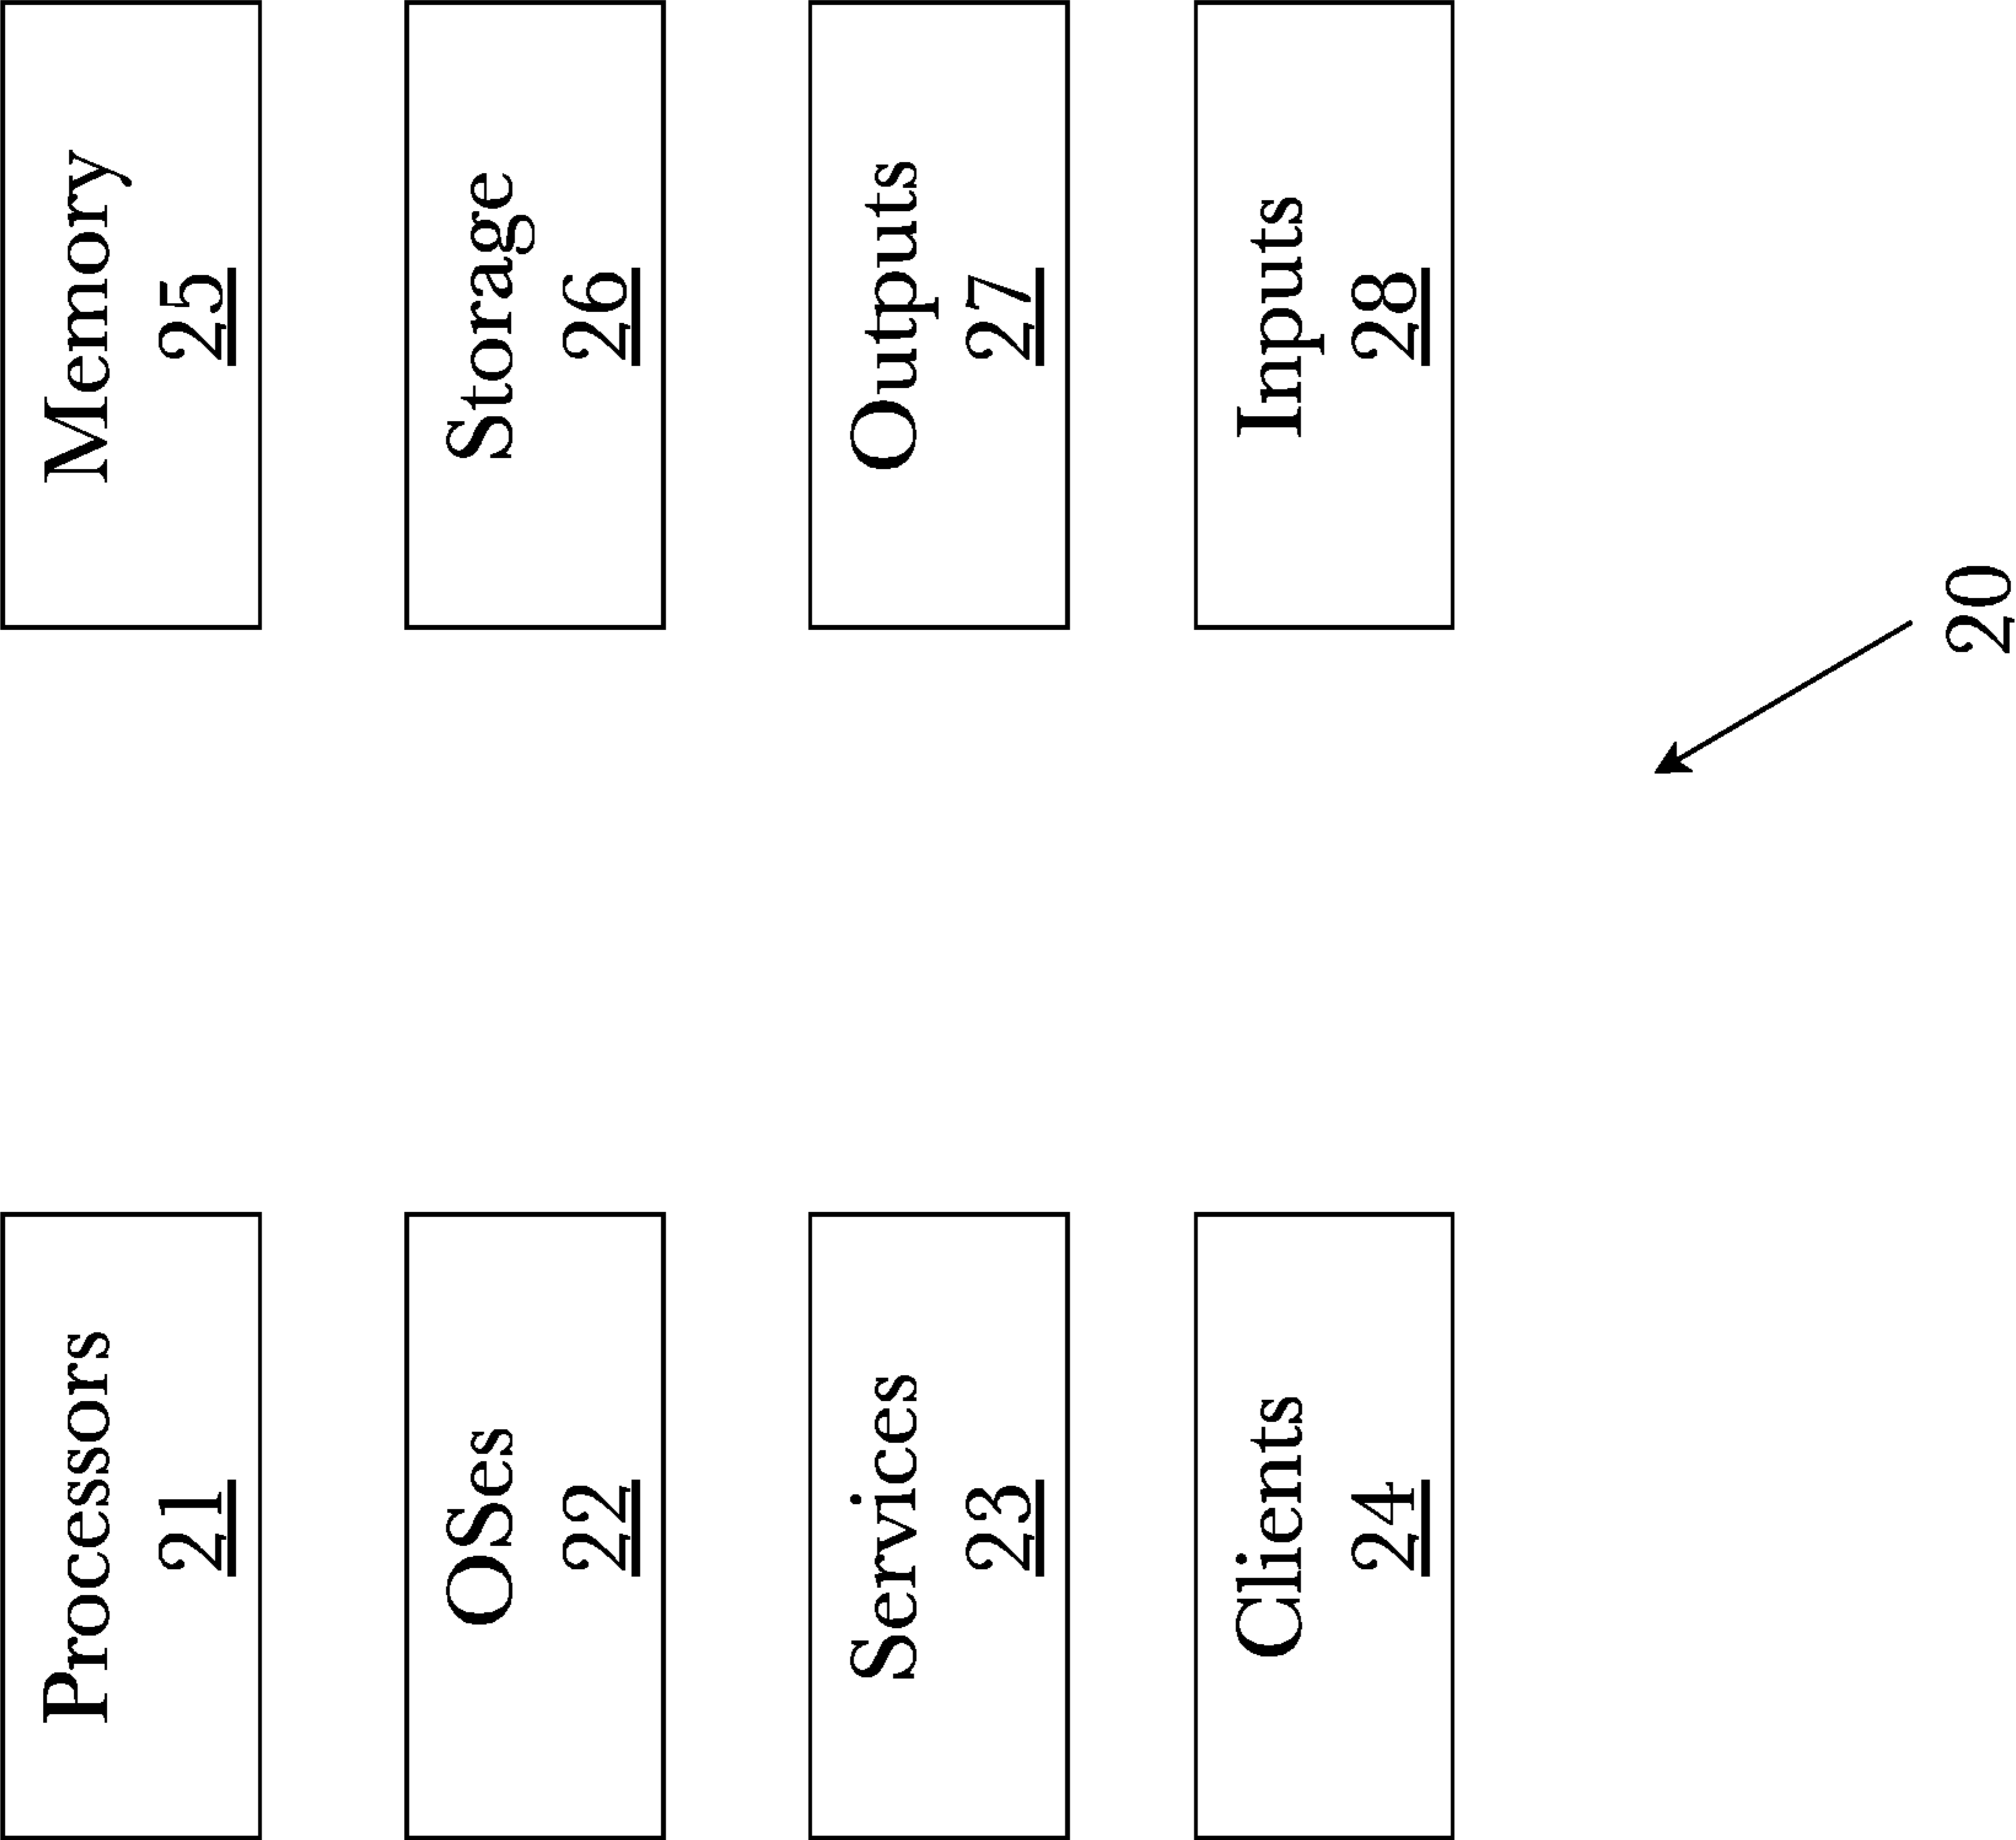 Processors
21
Memory
25
OSes
22
Storage
26
Services
23
Outputs
27
Clients
24
Inputs
28
20